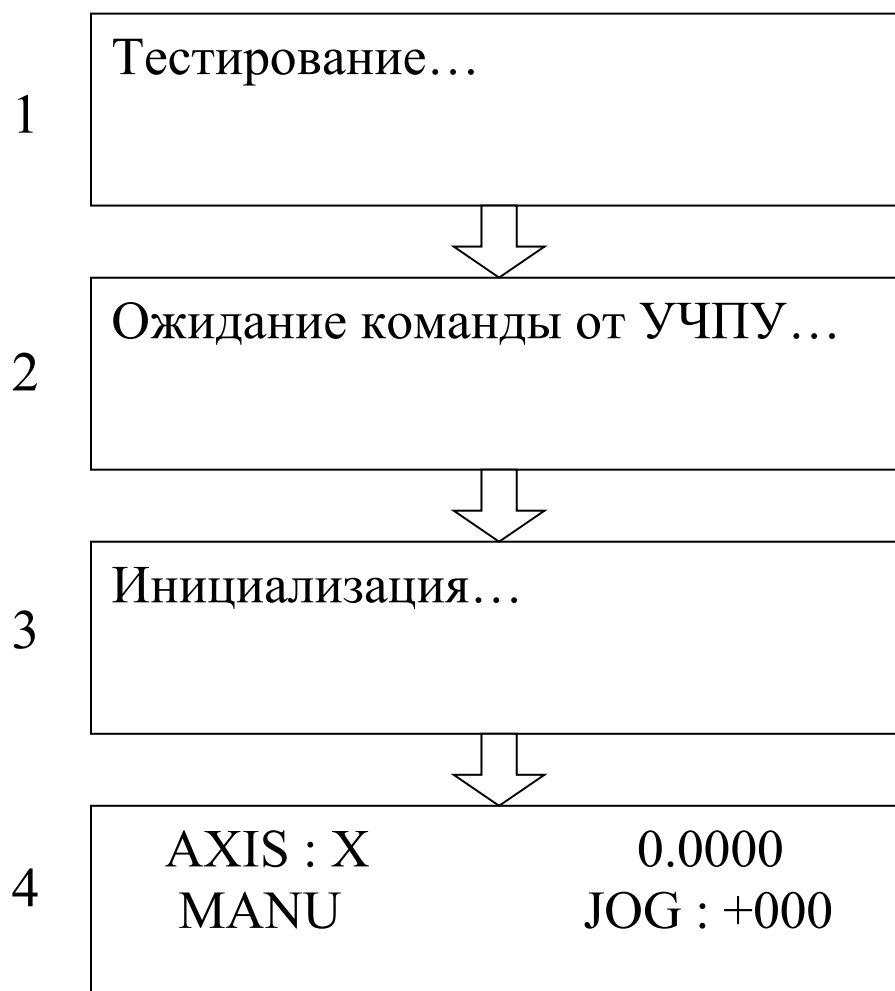 1
Тестирование…
2
Ожидание команды от УЧПУ…
3
Инициализация…
4
AXIS : X 0.0000
MANU JOG : +000